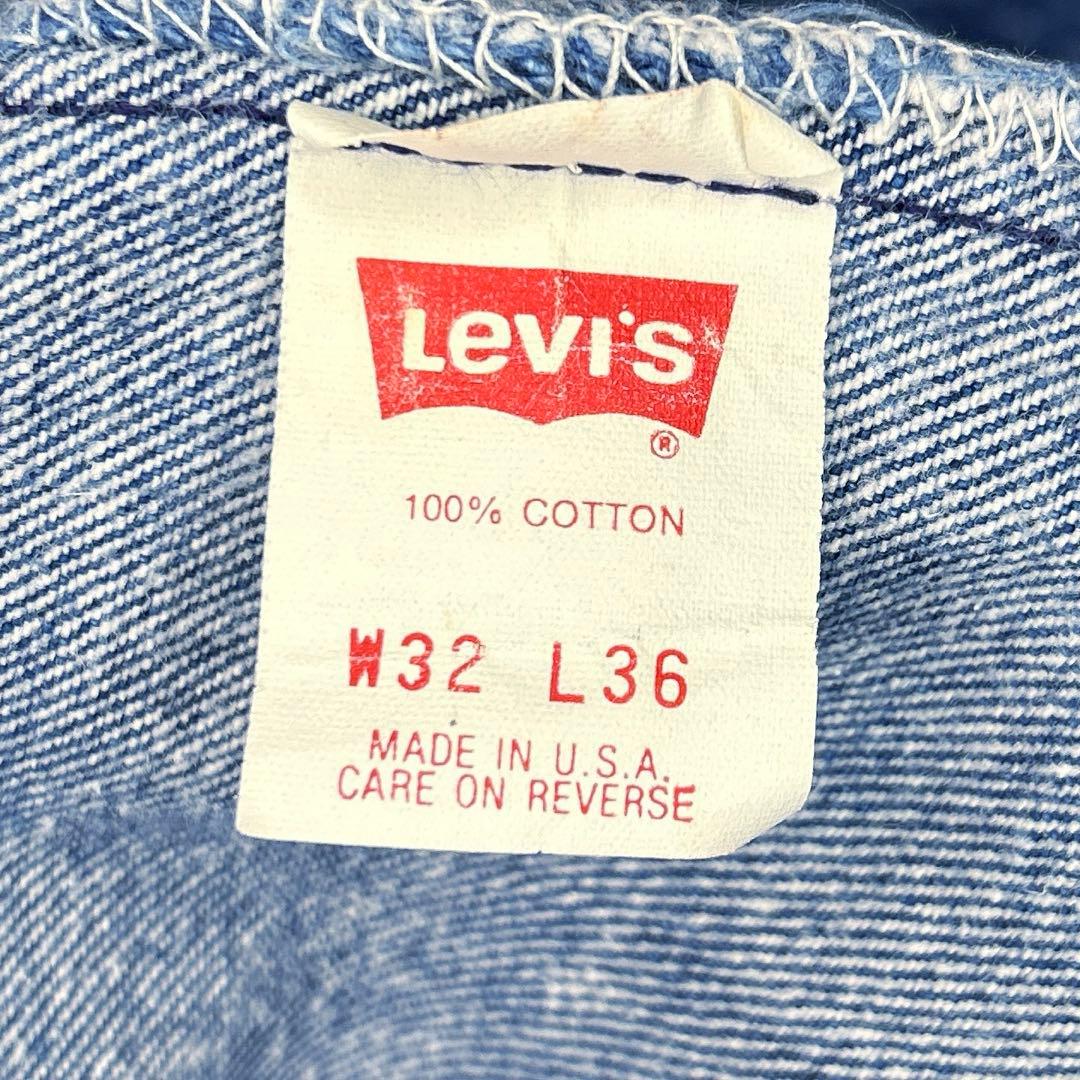 LEVI'S
®
100% COTTON
W32 L36
MADE IN U.S.A.
CARE ON REVERSE